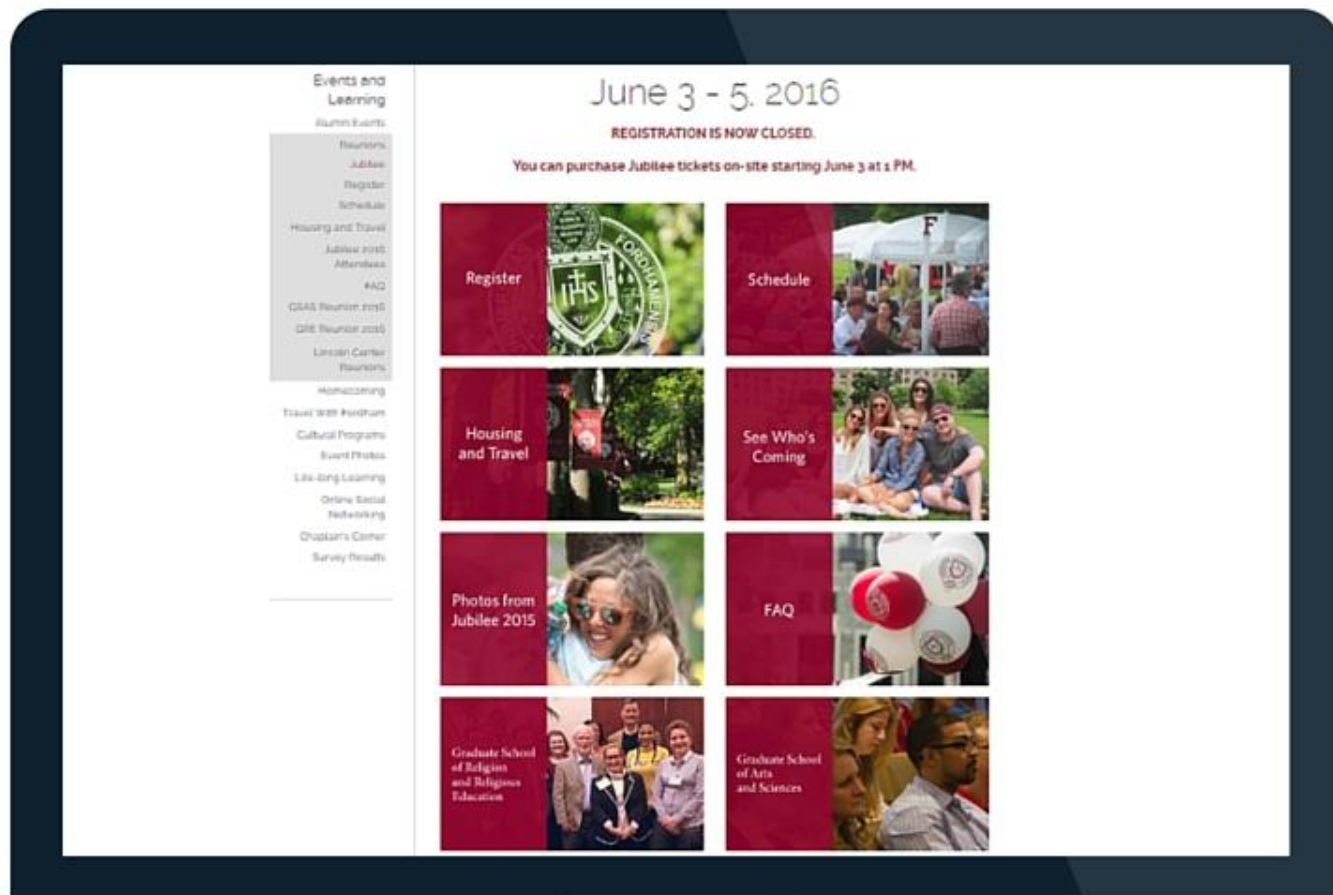 Events and
Learning
Alumni Events
Reunions
Jubilee
Register
Schedule
Housing and Travel
Jubilee 2016
Attendees
FAQ
GSAS Reunion 2016
GRE Reunion 2016
Lincoln Center
Reunions
Homecoming
Travel With Fordham
Cultural Programs
Event Photos
Life-long Learning
Online Social
Networking
Chaplain's Corner
Survey Results
June 3 - 5, 2016
REGISTRATION IS NOW CLOSED.
You can purchase Jubilee tickets on-site starting June 3 at 1 PM.
Register
FORDHAMENSIS
IHS
Schedule
F
Housing
and Travel
See Who's
Coming
Photos from
Jubilee 2015
FAQ
Graduate School
of Religion
and Religious
Education
Graduate School
of Arts
and Sciences